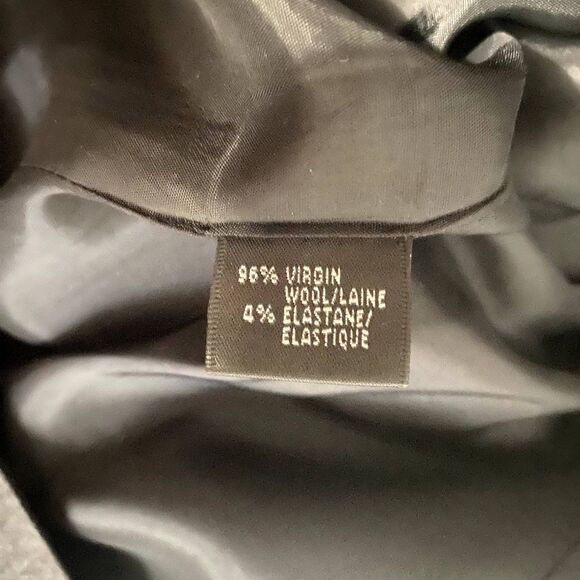 96% VIRGIN
WOOL/LAINE
4% ELASTANE/
ELASTIQUE